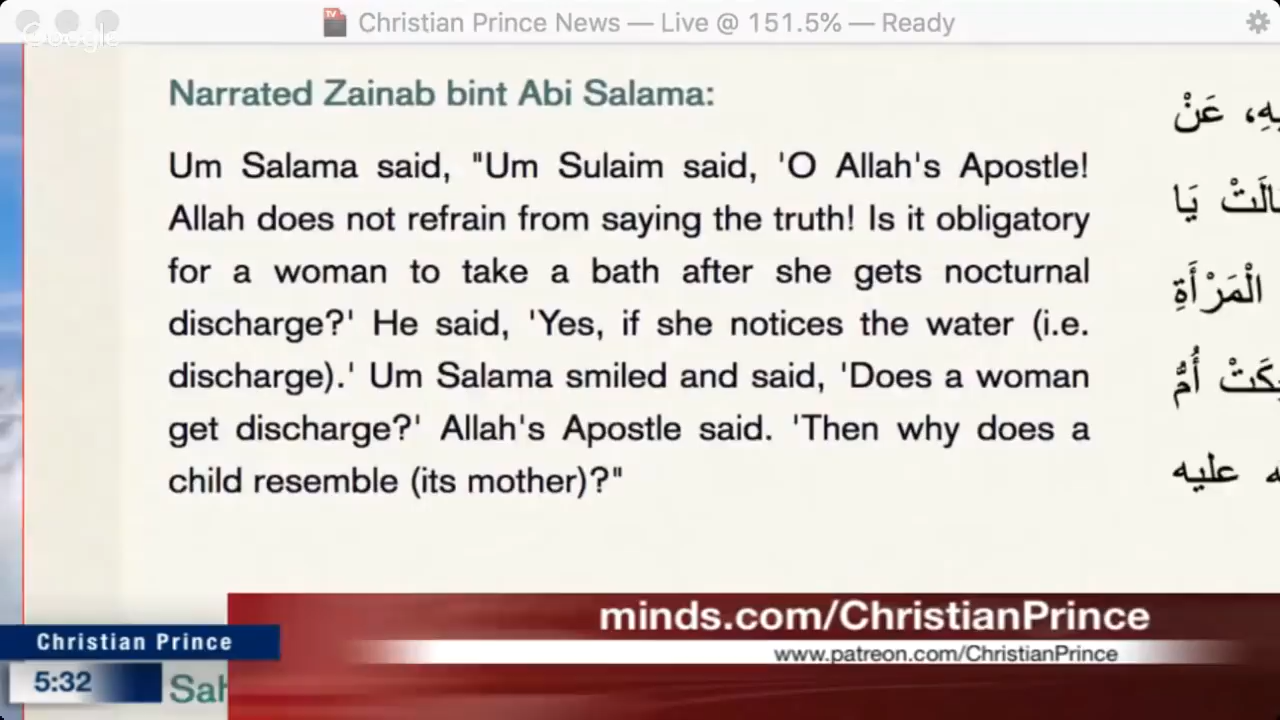 Christian Prince News — Live @ 151.5% — Ready
Google
Narrated Zainab bint Abi Salama:
Um Salama said, "Um Sulaim said, 'O Allah's Apostle!
Allah does not refrain from saying the truth! Is it obligatory
for a woman to take a bath after she gets nocturnal
discharge?' He said, 'Yes, if she notices the water (i.e.
discharge).' Um Salama smiled and said, 'Does a woman
get discharge?' Allah's Apostle said. 'Then why does a
child resemble (its mother)?"
عَنْ
يَا
الْمَرْأَةِ
أُمُّ
عليه
minds.com/ChristianPrince
www.patreon.com/ChristianPrince
Christian Prince
5:32